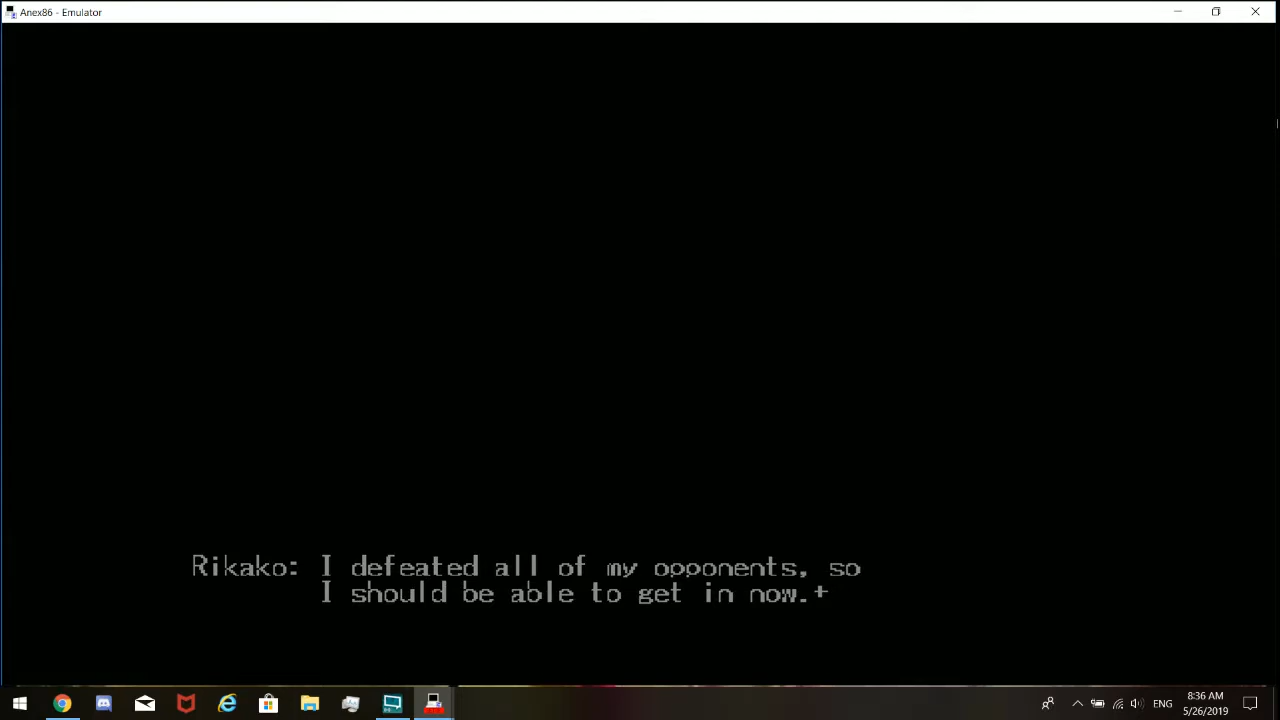 Anex86 - Emulator
Rikako: I defeated all of my opponents, so
I should be able to get in now.+
ENG
8:36 AM
5/26/2019